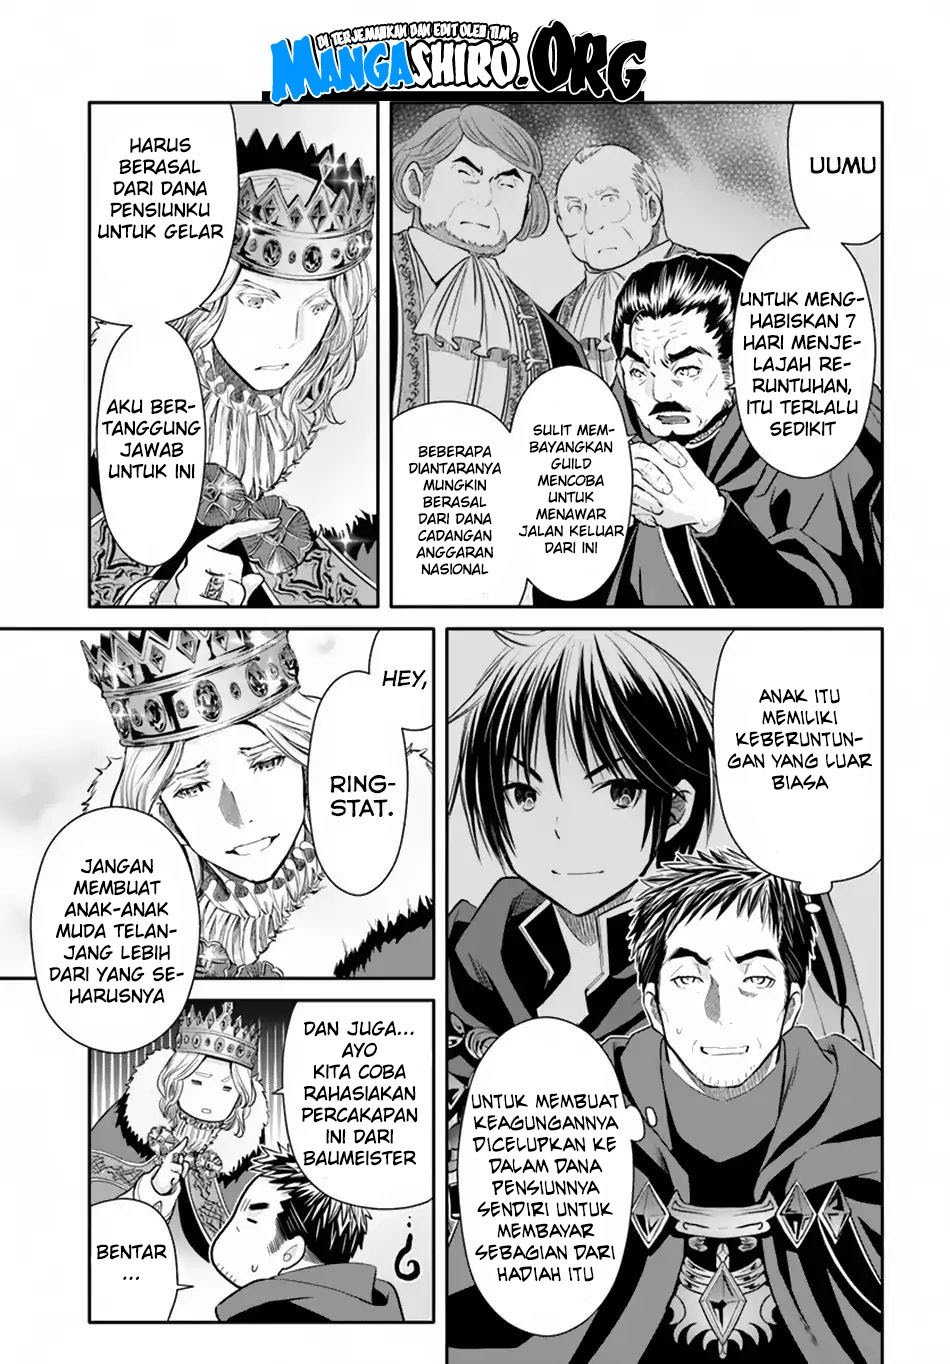 DI TERJEMAHKAN DAN EDIT OLEH TIM :
MANGASHIRO.ORG
UUMU
UNTUK MENG-
HABISKAN 7
HARI MENJE-
LAJAH RE-
RUNTUHAN,
ITU TERLALU
SEDIKIT
SULIT MEM-
BAYANGKAN
GUILD
MENCOBA
UNTUK
MENAWAR
JALAN KELUAR
DARI INI
BEBERAPA
DIANTARANYA
MUNGKIN
BERASAL
DARI DANA
CADANGAN
ANGGARAN
NASIONAL
HARUS
BERASAL
DARI DANA
PENSIUNKU
UNTUK GELAR
AKU BER-
TANGGUNG
JAWAB
UNTUK INI
ANAK ITU
MEMILIKI
KEBERUNTU-
NGAN YANG LUAR
BIASA
UNTUK MEMBUAT
KEAGUNGANNYA
DICELUPKAN KE
DALAM DANA
PENSIUNNYA
SENDIRI UNTUK
MEMBAYAR
SEBAGIAN DARI
HADIAH ITU
HEY,
RING-
STAT.
JANGAN
MEMBUAT
ANAK-ANAK
MUDA TELAN-
JANG LEBIH
DARI YANG SE-
HARUSNYA
DAN JUGA...
AYO
KITA COBA
RAHASIAKAN
PERCAKAPAN
INI DARI
BAUMEISTER
BENTAR
...